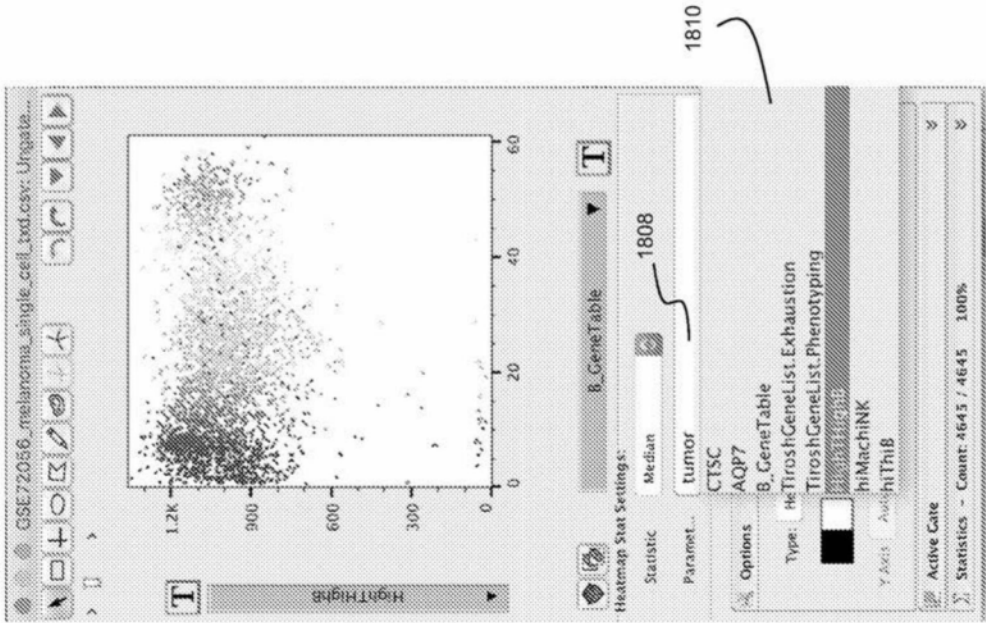 GSE72056_melanoma_single_cell_txd.csv: Ungate...
T
HighTHighB
1.2K
900
600
300
0
0
20
40
60
B_GeneTable
T
Heatmap Stat Settings:
Statistic
Median
1808
Paramet...
tumor
CTSC
AQP7
B_GeneTable
TiroshGeneList.Exhaustion
TiroshGeneList.Phenotyping
hiMachiNK
hiThiB
1810
Options
Type: He
Y Axis Aut
Active Gate
Σ Statistics - Count: 4645 / 4645 100%